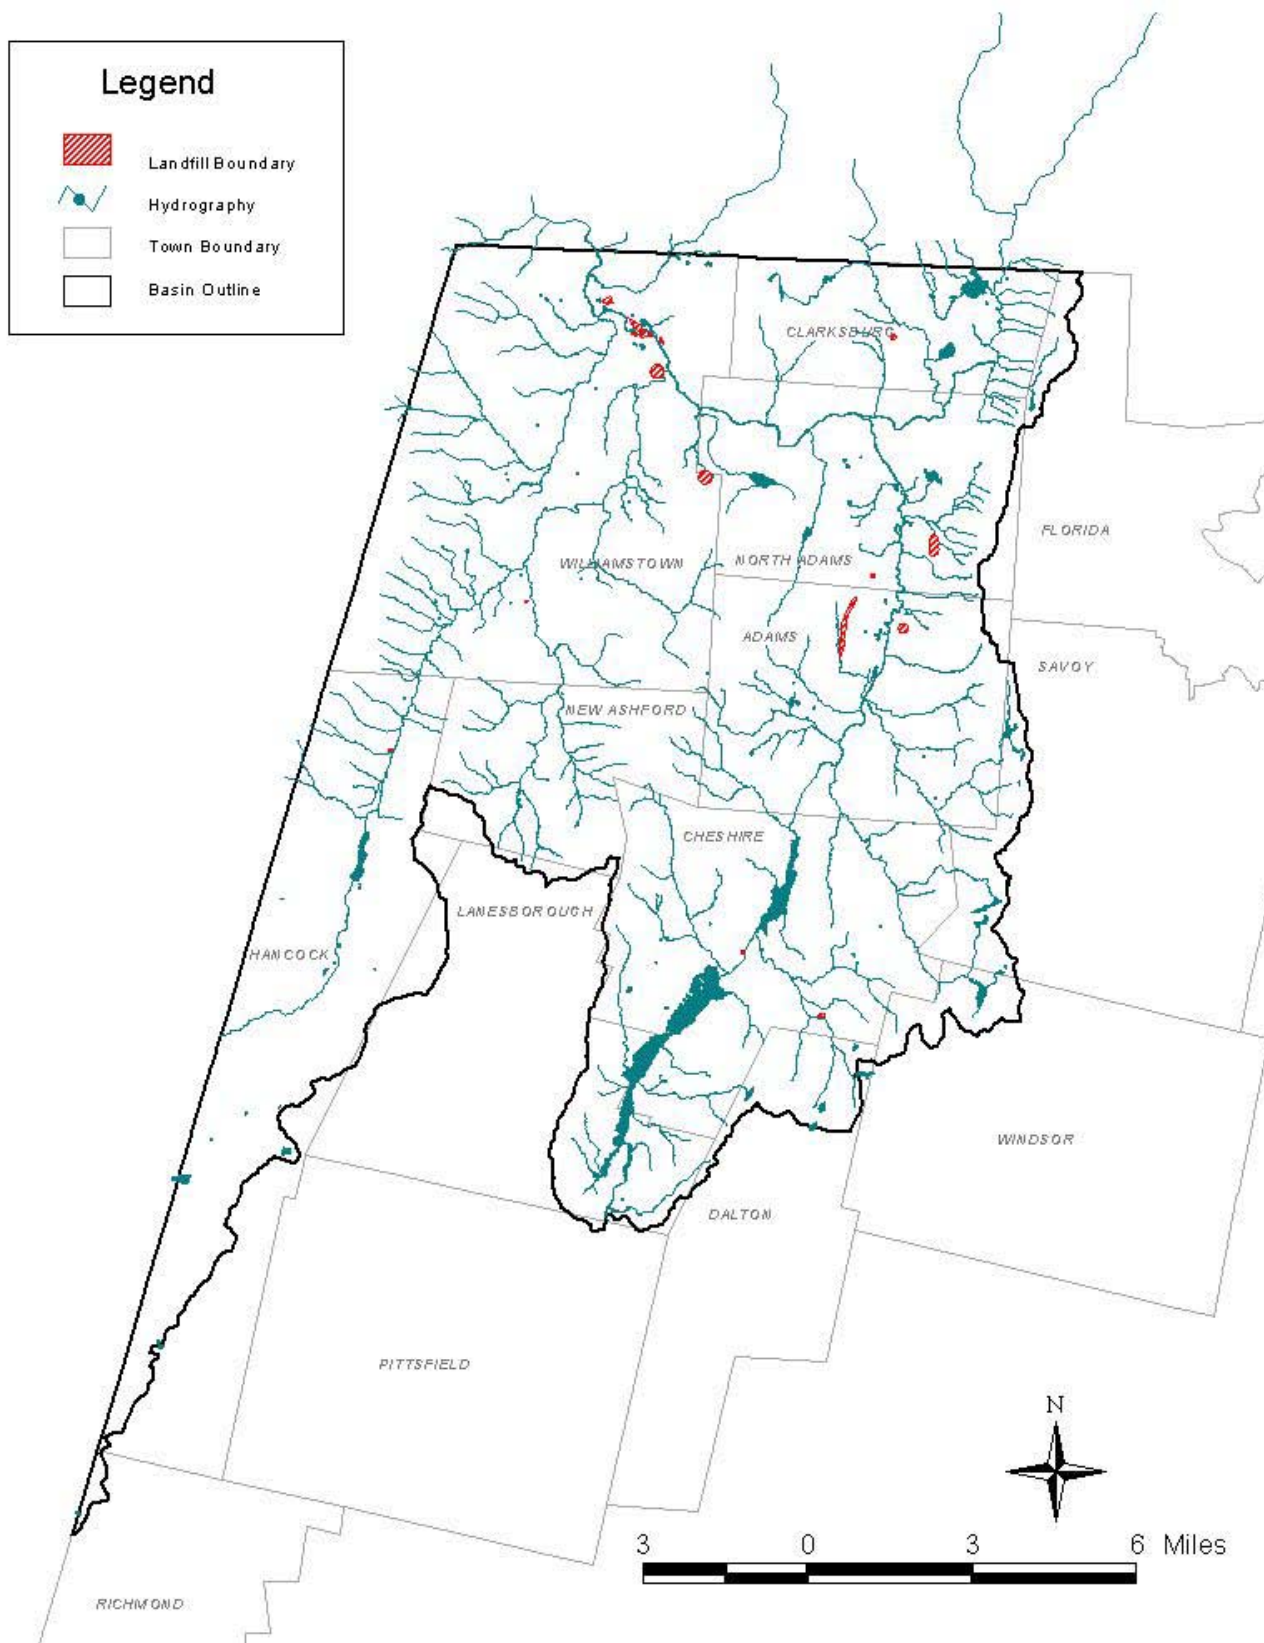 Legend
Landfill Boundary
Hydrography
Town Boundary
Basin Outline
CLARKSBURG
FLORIDA
WILLIAMSTOWN
NORTH ADAMS
ADAMS
SAVOY
NEW ASHFORD
CHESHIRE
LANESBOROUGH
HANCOCK
WINDSOR
DALTON
PITTSFIELD
N
3 0 3 6 Miles
RICHMOND